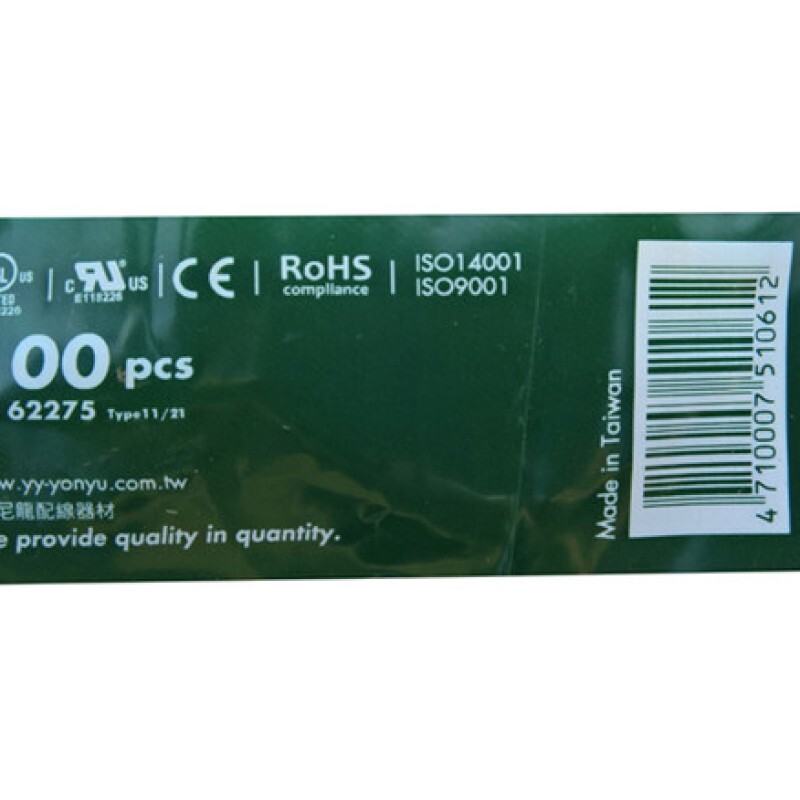 US | c RU US | CE | RoHS compliance | ISO14001
E118226
ISO9001
00 pcs
62275 Type11/21
w.yy-yonyu.com.tw
尼龍配線器材
e provide quality in quantity.
Made in Taiwan
4 710007 510612